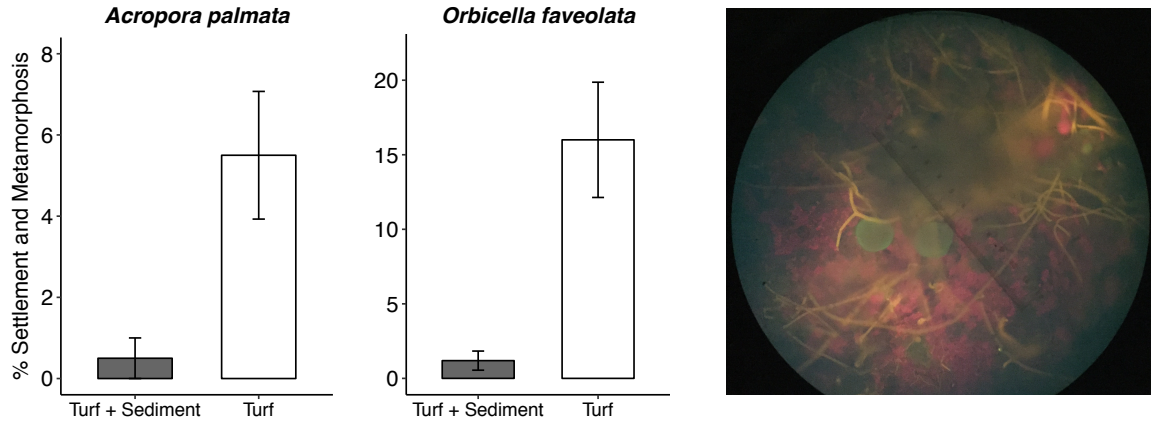 Acropora palmata
Orbicella faveolata
% Settlement and Metamorphosis
8
6
4
2
0
20
15
10
5
0
Turf + Sediment
Turf
Turf + Sediment
Turf